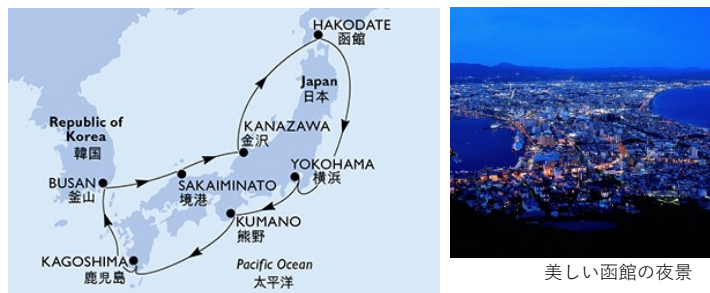 HAKODATE
函館
Japan
日本
Republic of
Korea
韓国
KANAZAWA
金沢
YOKOHAMA
横浜
BUSAN
釜山
SAKAIMINATO
境港
KUMANO
熊野
KAGOSHIMA
鹿児島
Pacific Ocean
太平洋
美しい函館の夜景